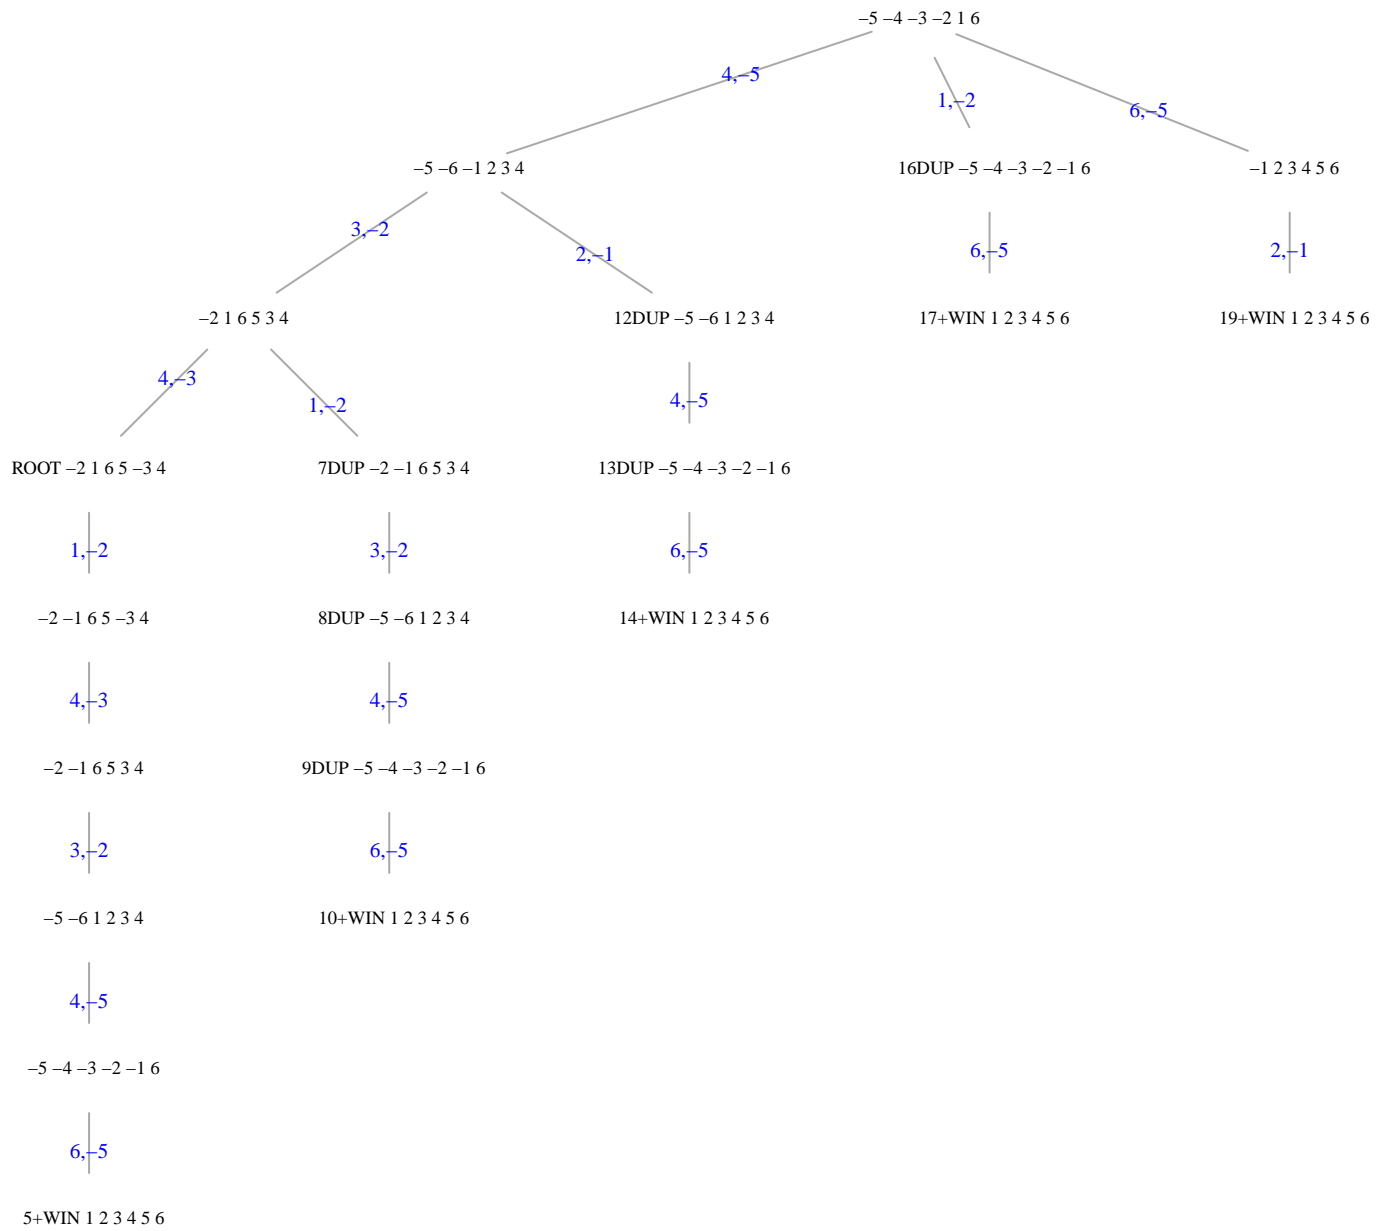 –5 –4 –3 –2 1 6
4,–5
1,–2
6,–5
–5 –6 –1 2 3 4
16DUP –5 –4 –3 –2 –1 6
–1 2 3 4 5 6
3,–2
2,–1
6,–5
2,–1
–2 1 6 5 3 4
12DUP –5 –6 1 2 3 4
17+WIN 1 2 3 4 5 6
19+WIN 1 2 3 4 5 6
4,–3
1,–2
4,–5
ROOT –2 1 6 5 –3 4
7DUP –2 –1 6 5 3 4
13DUP –5 –4 –3 –2 –1 6
1,–2
3,–2
6,–5
–2 –1 6 5 –3 4
8DUP –5 –6 1 2 3 4
14+WIN 1 2 3 4 5 6
4,–3
4,–5
–2 –1 6 5 3 4
9DUP –5 –4 –3 –2 –1 6
3,–2
6,–5
–5 –6 1 2 3 4
10+WIN 1 2 3 4 5 6
4,–5
–5 –4 –3 –2 –1 6
6,–5
5+WIN 1 2 3 4 5 6